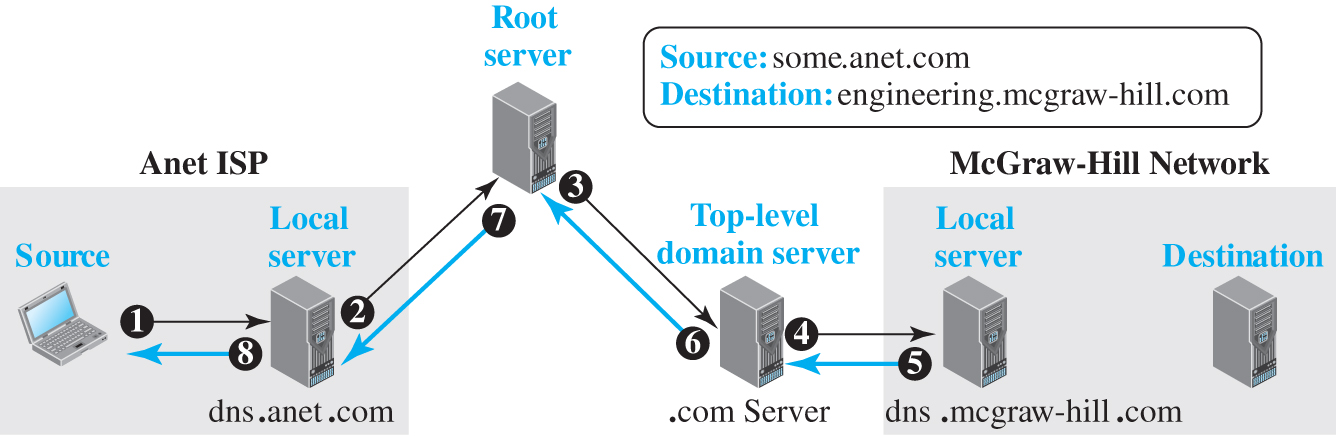 Root
server
Source: some.anet.com
Destination: engineering.mcgraw-hill.com
Anet ISP
McGraw-Hill Network
Source
Local
server
Top-level
domain server
Local
server
Destination
1
2
3
4
5
6
7
8
dns.anet.com
.com Server
dns .mcgraw-hill.com